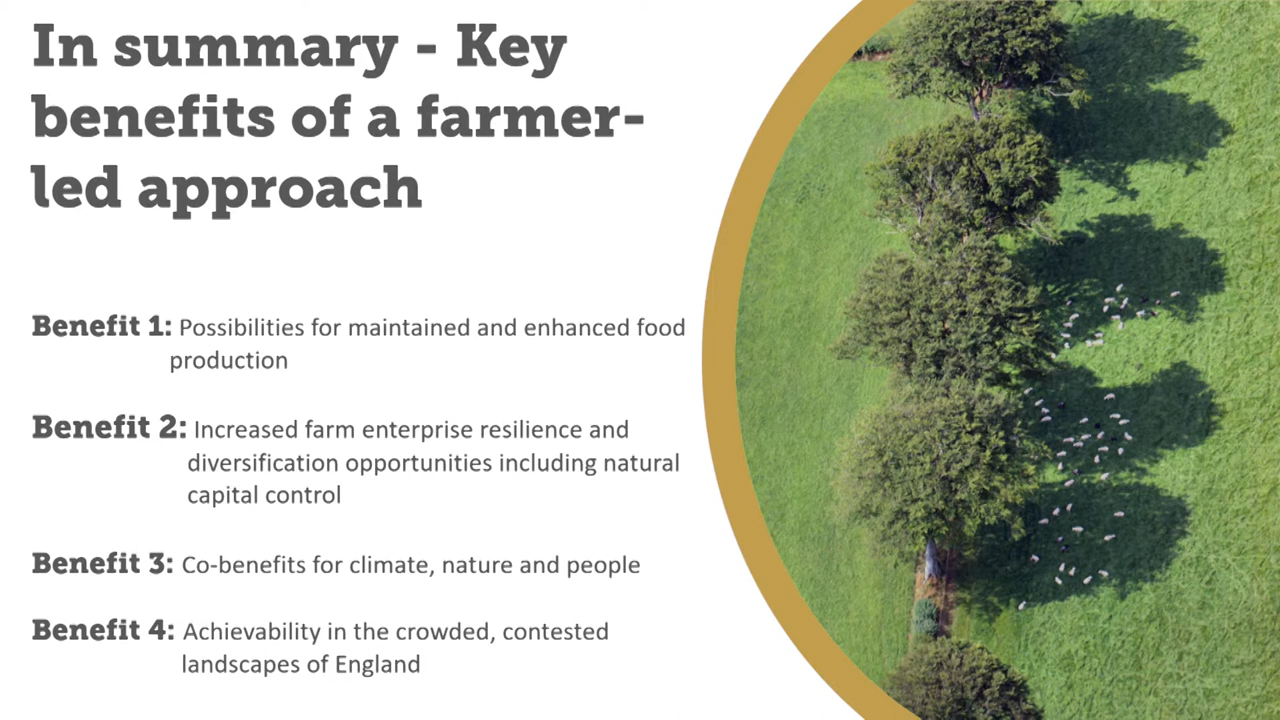 In summary - Key
benefits of a farmer-
led approach
Benefit 1: Possibilities for maintained and enhanced food
production
Benefit 2: Increased farm enterprise resilience and
diversification opportunities including natural
capital control
Benefit 3: Co-benefits for climate, nature and people
Benefit 4: Achievability in the crowded, contested
landscapes of England